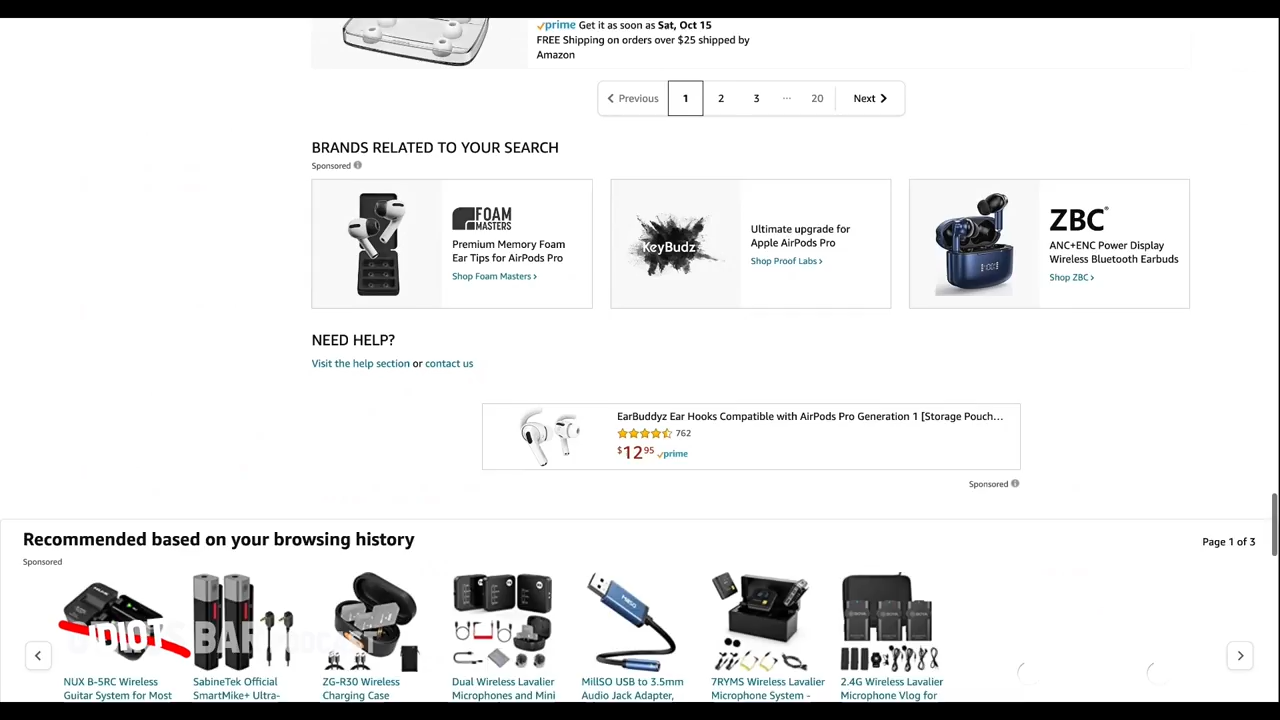 prime Get it as soon as Sat, Oct 15
FREE Shipping on orders over $25 shipped by
Amazon
Previous 1 2 3 ... 20 Next
BRANDS RELATED TO YOUR SEARCH
Sponsored
FOAM
MASTERS
Premium Memory Foam
Ear Tips for AirPods Pro
Shop Foam Masters
KeyBudz
Ultimate upgrade for
Apple AirPods Pro
Shop Proof Labs
ZBC®
ANC+ENC Power Display
Wireless Bluetooth Earbuds
Shop ZBC
NEED HELP?
Visit the help section or contact us
EarBuddyz Ear Hooks Compatible with AirPods Pro Generation 1 [Storage Pouch...
762
$12.95 prime
Sponsored
Recommended based on your browsing history
Page 1 of 3
Sponsored
IDIOTS BAR PODCAST
NUX B-5RC Wireless
Guitar System for Most
SabineTek Official
SmartMike+ Ultra-
ZG-R30 Wireless
Charging Case
Dual Wireless Lavalier
Microphones and Mini
MillSO USB to 3.5mm
Audio Jack Adapter,
7RYMS Wireless Lavalier
Microphone System -
2.4G Wireless Lavalier
Microphone Vlog for